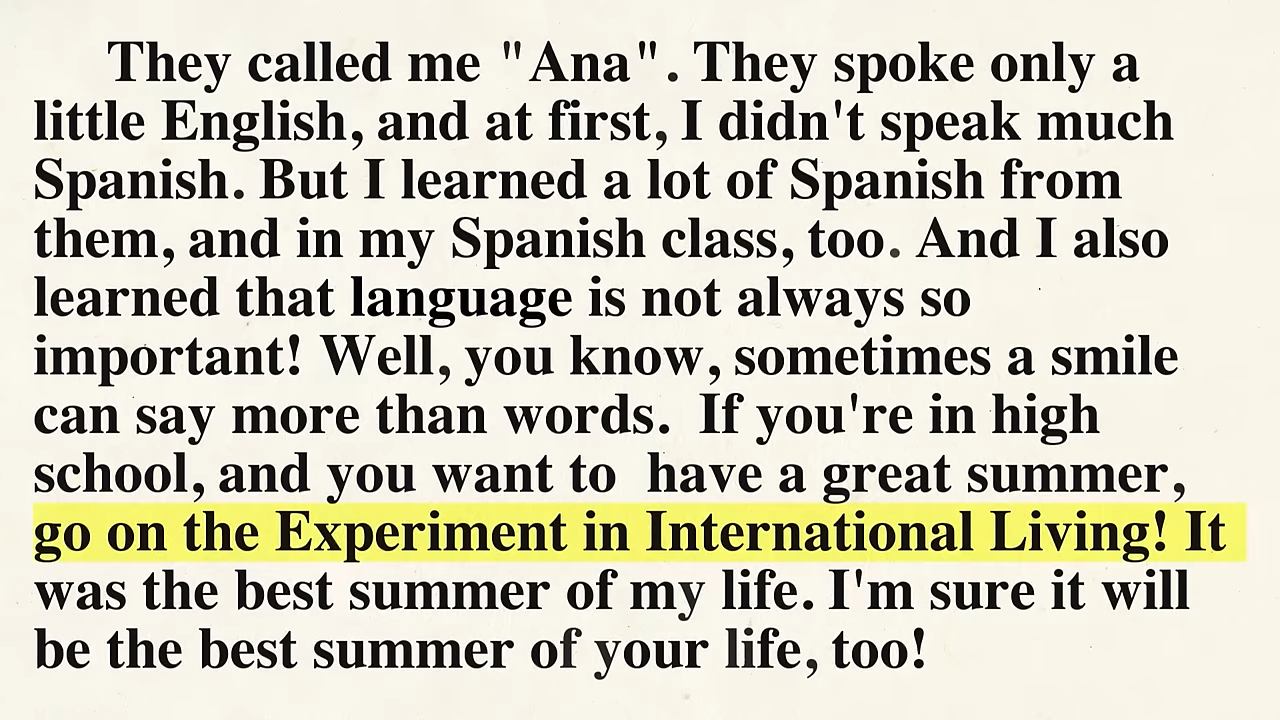 They called me "Ana". They spoke only a
little English, and at first, I didn't speak much
Spanish. But I learned a lot of Spanish from
them, and in my Spanish class, too. And I also
learned that language is not always so
important! Well, you know, sometimes a smile
can say more than words.  If you're in high
school, and you want to  have a great summer,
go on the Experiment in International Living! It
was the best summer of my life. I'm sure it will
be the best summer of your life, too!